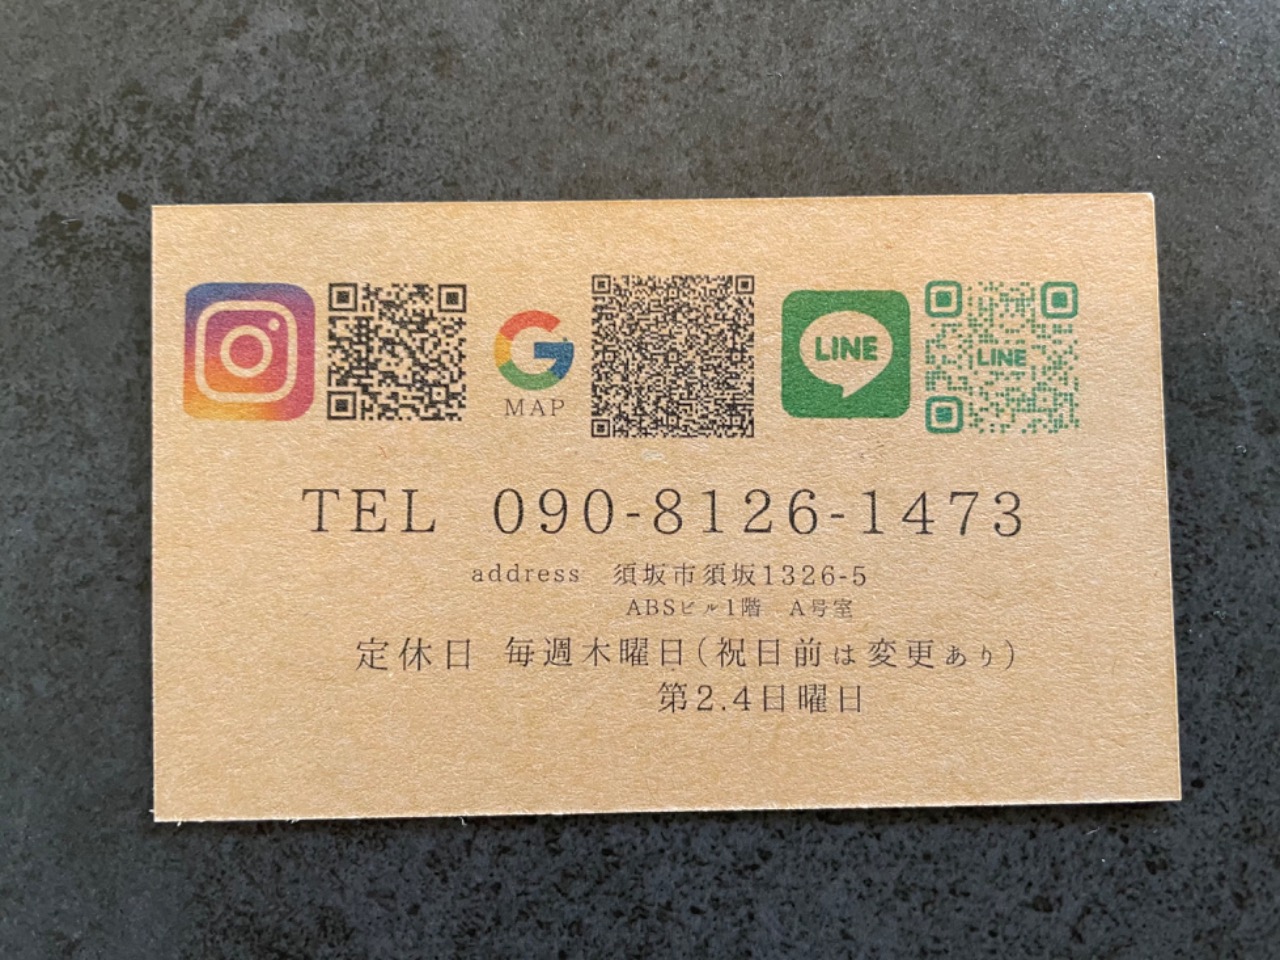 MAP
LINE
LINE
TEL 090-8126-1473
address 須坂市須坂1326-5
ABSビル1階 A号室
定休日 毎週木曜日(祝日前は変更あり)
第2.4日曜日